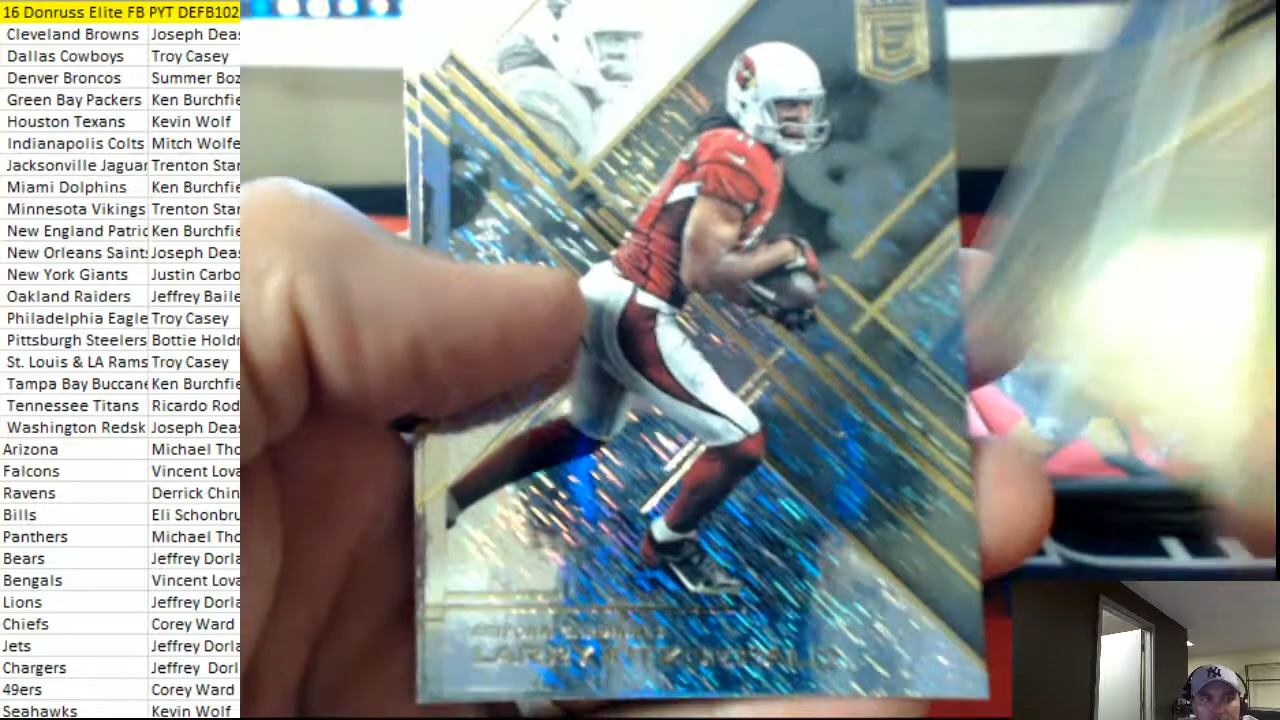 16 Donruss Elite FB PYT DEFB102
Cleveland Browns Joseph Deas
Dallas Cowboys Troy Casey
Denver Broncos Summer Boz
Green Bay Packers Ken Burchfie
Houston Texans Kevin Wolf
Indianapolis Colts Mitch Wolfe
Jacksonville Jaguar Trenton Star
Miami Dolphins Ken Burchfie
Minnesota Vikings Trenton Star
New England Patric Ken Burchfie
New Orleans Saints Joseph Deas
New York Giants Justin Carbo
Oakland Raiders Jeffrey Baile
Philadelphia Eagle Troy Casey
Pittsburgh Steelers Bottie Holdr
St. Louis & LA Rams Troy Casey
Tampa Bay Buccane Ken Burchfie
Tennessee Titans Ricardo Rod
Washington Redsk Joseph Deas
Arizona Michael Tho
Falcons Vincent Lova
Ravens Derrick Chin
Bills Eli Schonbru
Panthers Michael Tho
Bears Jeffrey Dorla
Bengals Vincent Lova
Lions Jeffrey Dorla
Chiefs Corey Ward
Jets Jeffrey Dorla
Chargers Jeffrey Dorl
49ers Corey Ward
Seahawks Kevin Wolf
E
LARRY FITZGERALD